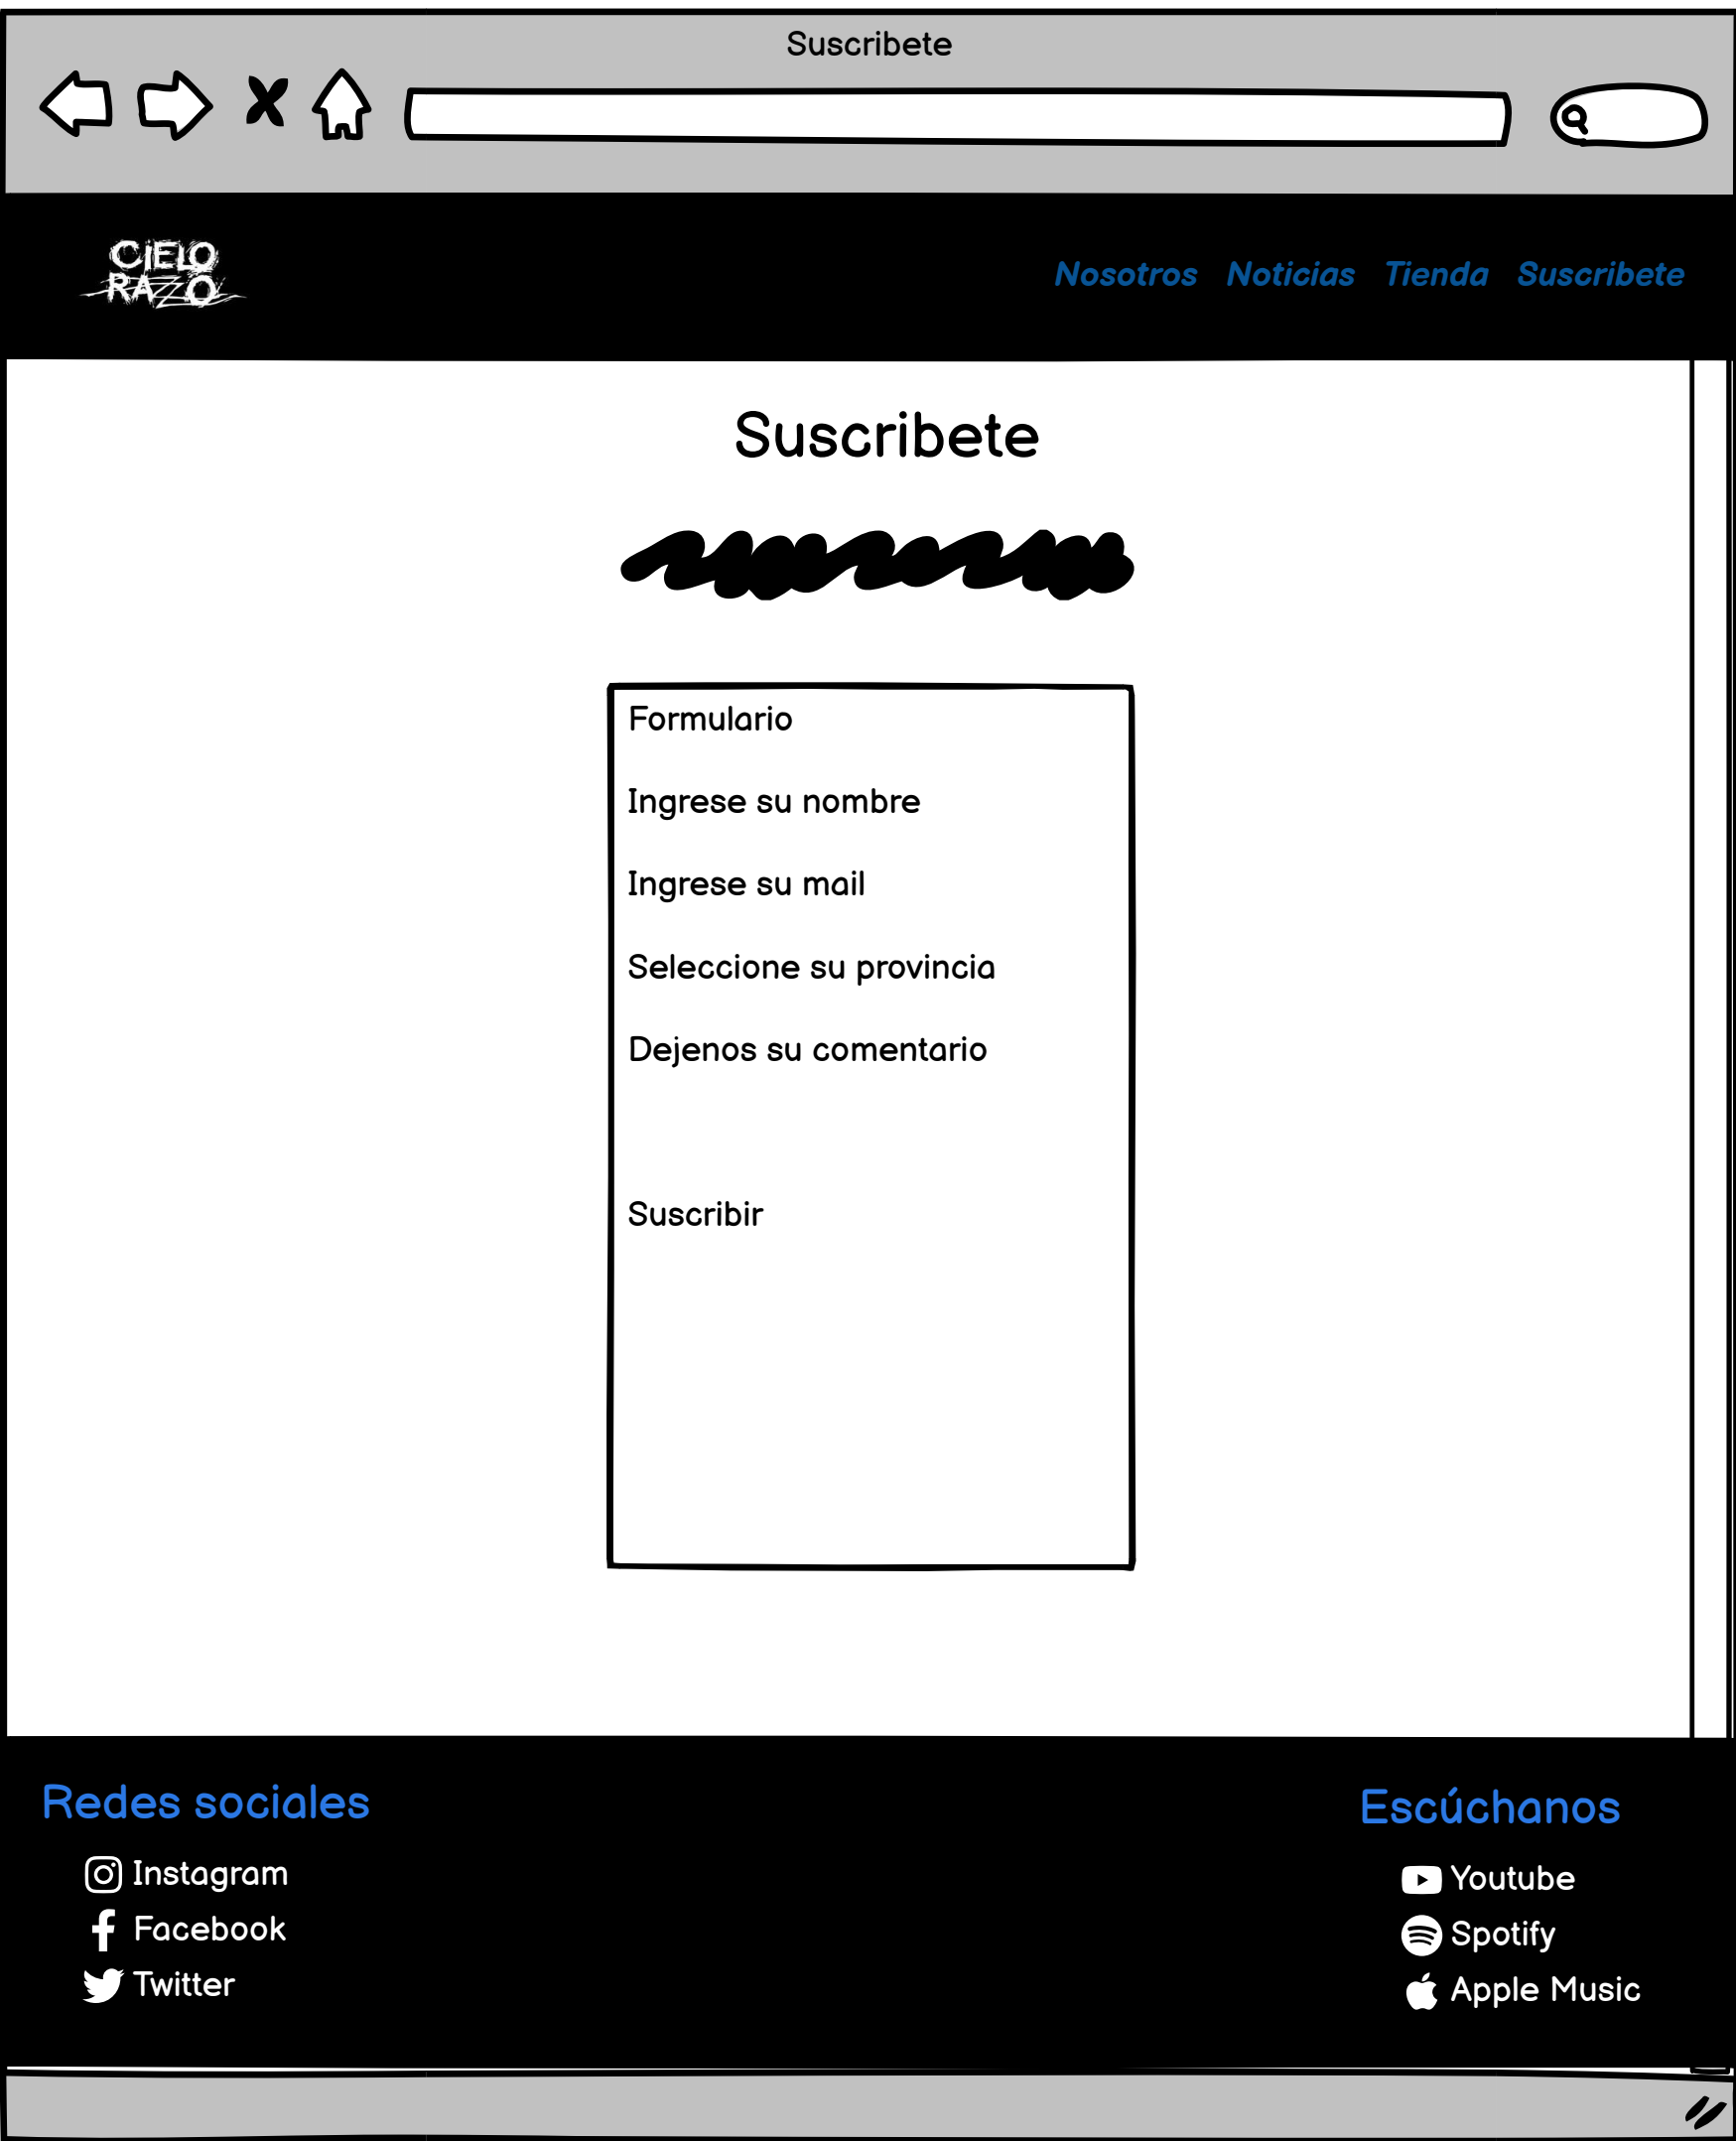 Suscribete
CIELO
RAZZO
Nosotros Noticias Tienda Suscribete
Suscribete
Formulario
Ingrese su nombre
Ingrese su mail
Seleccione su provincia
Dejenos su comentario
Suscribir
Redes sociales
Instagram
Facebook
Twitter
Escúchanos
Youtube
Spotify
Apple Music